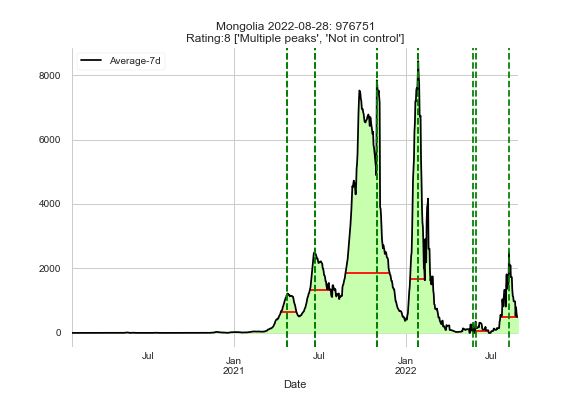 Mongolia 2022-08-28: 976751
Rating:8 ['Multiple peaks', 'Not in control']
Average-7d
8000
6000
4000
2000
0
Jul
Jan
2021
Jul
Jan
2022
Jul
Date